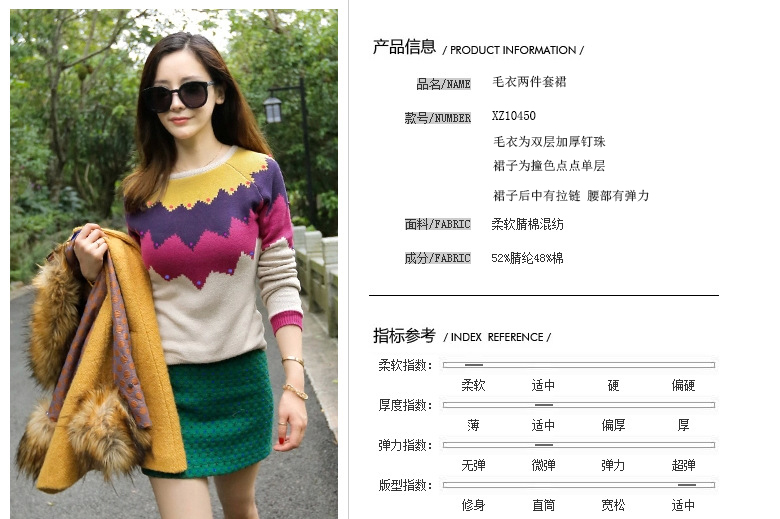 产品信息 / PRODUCT INFORMATION /
品名/NAME 毛衣两件套裙
款号/NUMBER XZ10450
毛衣为双层加厚钉珠
裙子为撞色点点单层
裙子后中有拉链 腰部有弹力
面料/FABRIC 柔软腈棉混纺
成分/FABRIC 52%腈纶48%棉
指标参考 / INDEX REFERENCE /
柔软指数：
柔软 适中 硬 偏硬
厚度指数：
薄 适中 偏厚 厚
弹力指数：
无弹 微弹 弹力 超弹
版型指数：
修身 直筒 宽松 适中